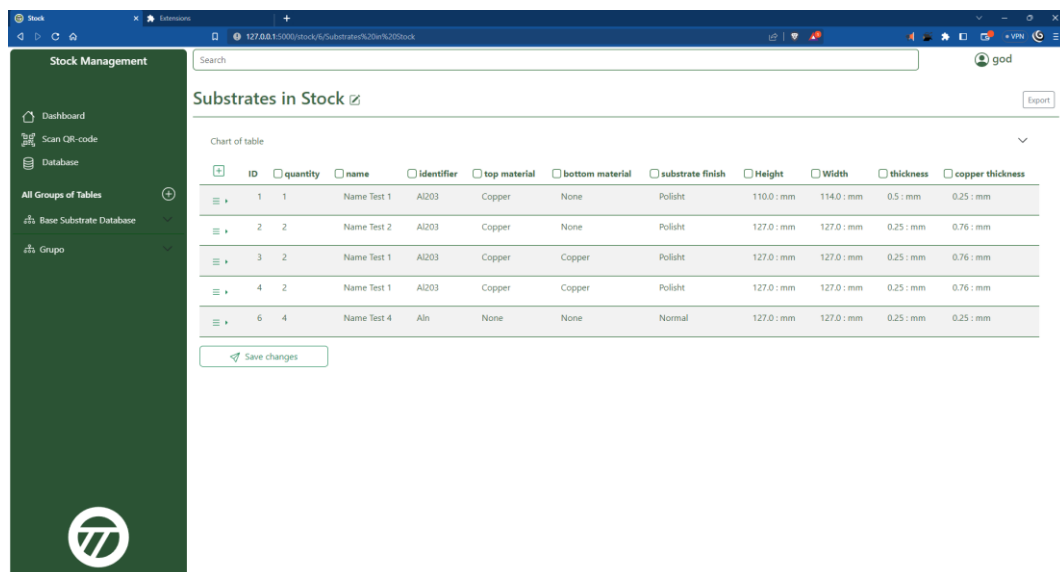 Stock
Extensions
127.0.0.1:5000/stock/6/Substrates%20in%20Stock
VPN
Stock Management
Search
god
Substrates in Stock
Export
Dashboard
Scan QR-code
Database
All Groups of Tables
Base Substrate Database
Grupo
Chart of table
ID quantity name identifier top material bottom material substrate finish Height Width thickness copper thickness
1 1 Name Test 1 Al203 Copper None Polisht 110.0 : mm 114.0 : mm 0.5 : mm 0.25 : mm
2 2 Name Test 2 Al203 Copper None Polisht 127.0 : mm 127.0 : mm 0.25 : mm 0.76 : mm
3 2 Name Test 1 Al203 Copper Copper Polisht 127.0 : mm 127.0 : mm 0.25 : mm 0.76 : mm
4 2 Name Test 1 Al203 Copper Copper Polisht 127.0 : mm 127.0 : mm 0.25 : mm 0.76 : mm
6 4 Name Test 4 Aln None None Normal 127.0 : mm 127.0 : mm 0.25 : mm 0.25 : mm
Save changes